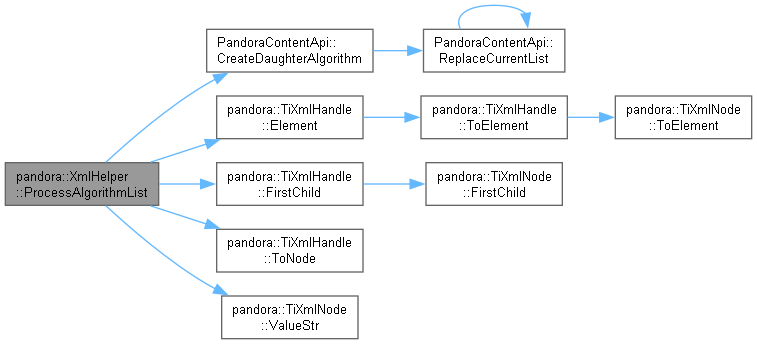 pandora::XmlHelper
::ProcessAlgorithmList
PandoraContentApi::
CreateDaughterAlgorithm
PandoraContentApi::
ReplaceCurrentList
pandora::TiXmlHandle
::Element
pandora::TiXmlHandle
::ToElement
pandora::TiXmlNode
::ToElement
pandora::TiXmlHandle
::FirstChild
pandora::TiXmlNode
::FirstChild
pandora::TiXmlHandle
::ToNode
pandora::TiXmlNode
::ValueStr